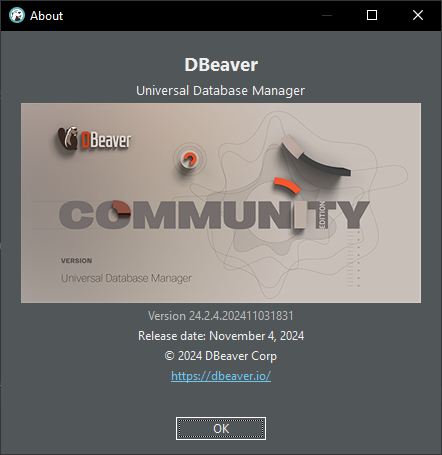 About
DBeaver
Universal Database Manager
DBeaver
COMMUNITY
EDITION
VERSION
Universal Database Manager
Version 24.2.4.202411031831
Release date: November 4, 2024
© 2024 DBeaver Corp
https://dbeaver.io/
OK